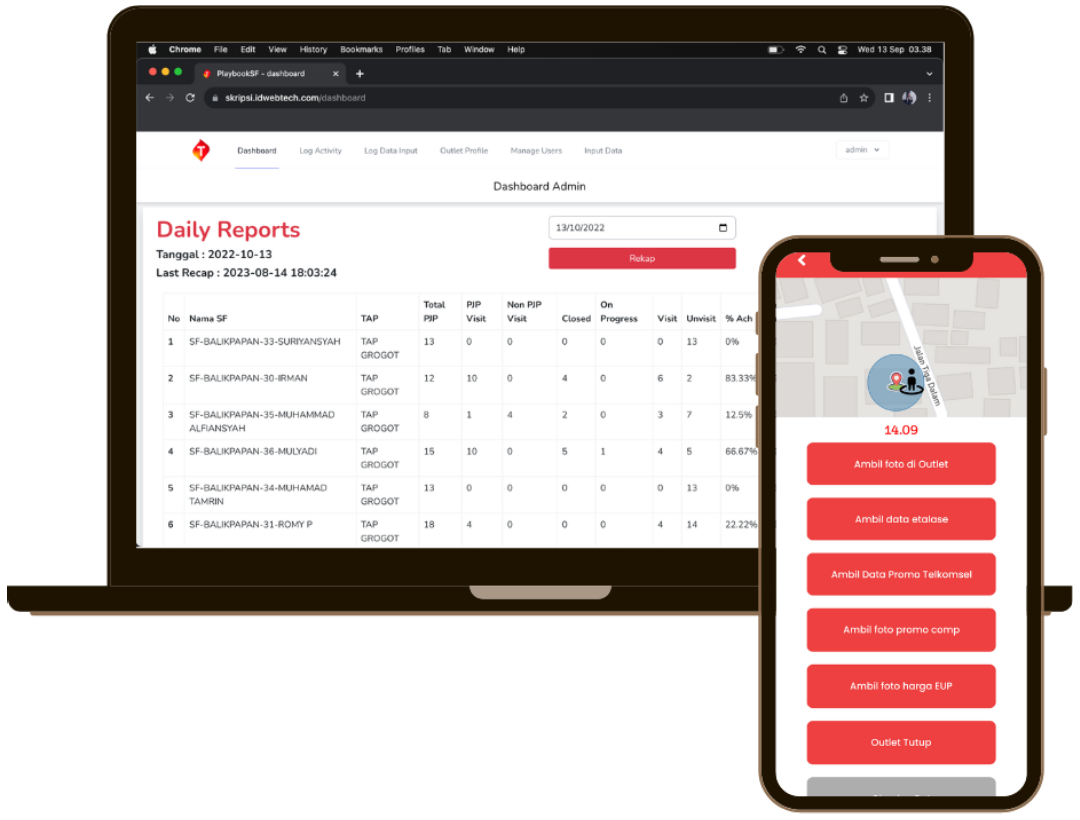 Chrome File Edit View History Bookmarks Profiles Tab Window Help Wed 13 Sep 03.38
PlaybookSF - dashboard
skripsi.idwebtech.com/dashboard
T Dashboard Log Activity Log Data Input Outlet Profile Manage Users Input Data admin
Dashboard Admin
Daily Reports
13/10/2022
Tanggal : 2022-10-13
Rekap
Last Recap : 2023-08-14 18:03:24
No Nama SF TAP Total PJP PJP Visit Non PJP Visit Closed On Progress Visit Unvisit % Ach
1 SF-BALIKPAPAN-33-SURIYANSYAH TAP GROGOT 13 0 0 0 0 0 13 0%
2 SF-BALIKPAPAN-30-IRMAN TAP GROGOT 12 10 0 4 0 6 2 83.33%
3 SF-BALIKPAPAN-35-MUHAMMAD ALFIANSYAH TAP GROGOT 8 1 4 2 0 3 7 12.5%
4 SF-BALIKPAPAN-36-MULYADI TAP GROGOT 15 10 0 5 1 4 5 66.67%
5 SF-BALIKPAPAN-34-MUHAMAD TAMRIN TAP GROGOT 13 0 0 0 0 0 13 0%
6 SF-BALIKPAPAN-31-ROMY P TAP GROGOT 18 4 0 0 0 4 14 22.22%
Jalan Tiga Dalam
14.09
Ambil foto di Outlet
Ambil data etalase
Ambil Data Promo Telkomsel
Ambil foto promo comp
Ambil foto harga EUP
Outlet Tutup